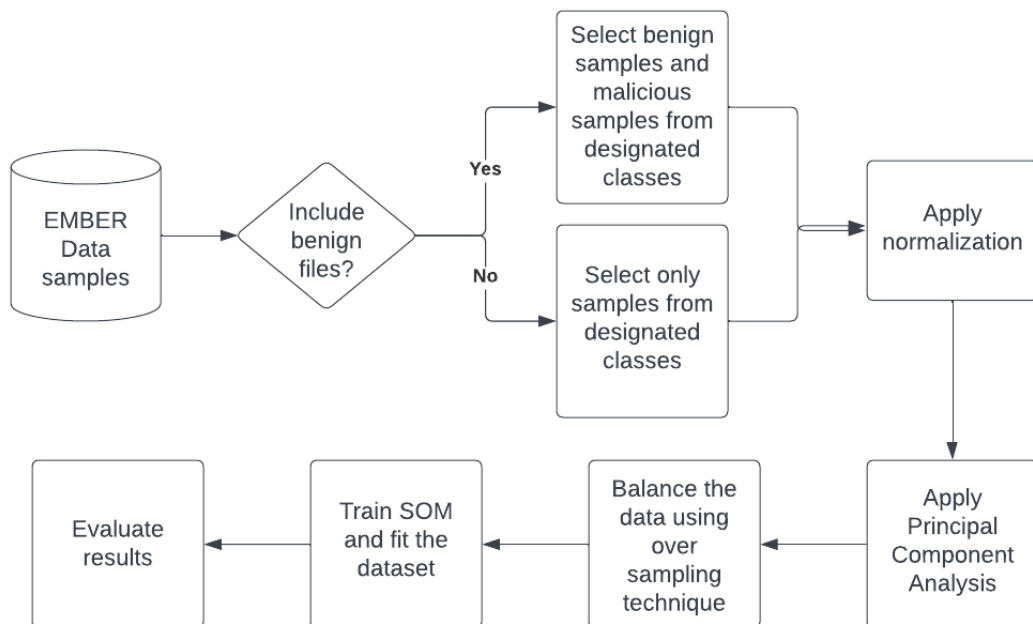 EMBER
Data
samples
Include
benign
files?
Yes
No
Select benign
samples and
malicious
samples from
designated
classes
Select only
samples from
designated
classes
Apply
normalization
Apply
Principal
Component
Analysis
Balance the
data using
over
sampling
technique
Train SOM
and fit the
dataset
Evaluate
results